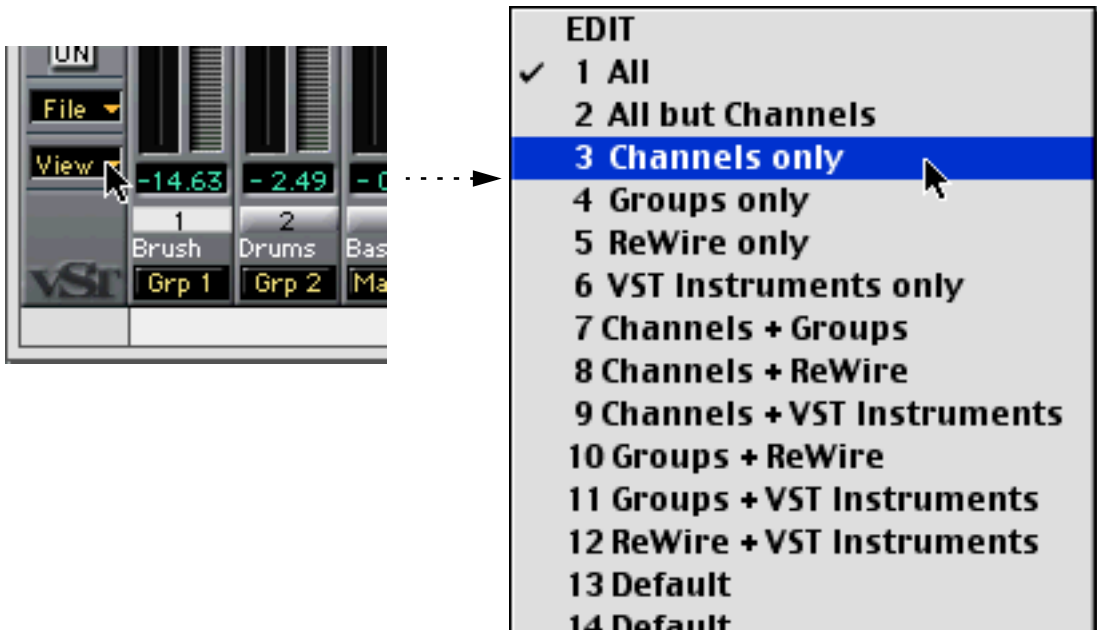 ON
File
View
-14.63 - 2.49 - 0
1 2
Brush Drums Bas
Grp 1 Grp 2 Ma
VST
EDIT
✓ 1 All
2 All but Channels
3 Channels only
4 Groups only
5 ReWire only
6 VST Instruments only
7 Channels + Groups
8 Channels + ReWire
9 Channels + VST Instruments
10 Groups + ReWire
11 Groups + VST Instruments
12 ReWire + VST Instruments
13 Default
14 Default